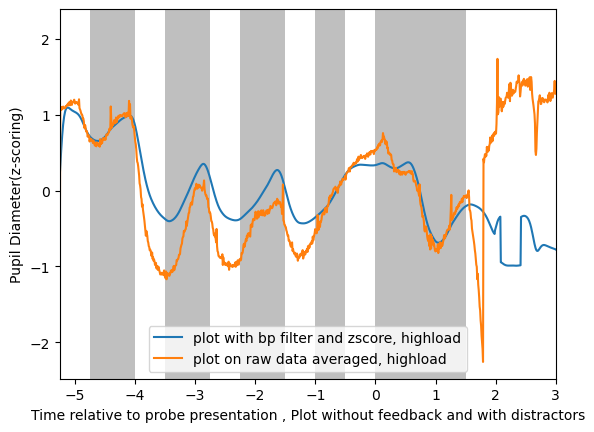 Pupil Diameter(z-scoring)
2
1
0
−1
−2
plot with bp filter and zscore, highload
plot on raw data averaged, highload
−5 −4 −3 −2 −1 0 1 2 3
Time relative to probe presentation , Plot without feedback and with distractors